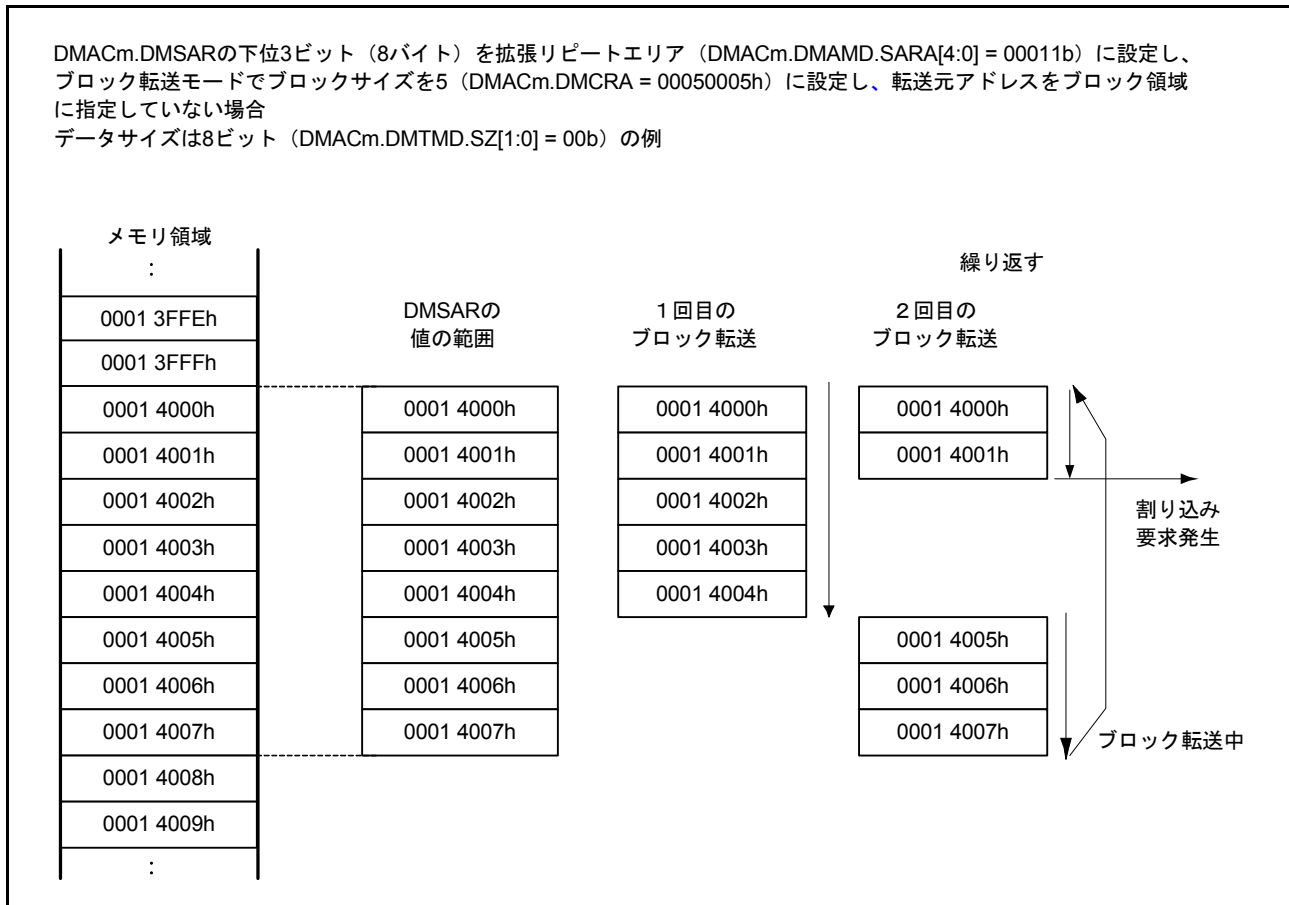 DMACm.DMSARの下位3ビット（8バイト）を拡張リピートエリア（DMACm.DMAMD.SARA[4:0] = 00011b）に設定し、
ブロック転送モードでブロックサイズを5（DMACm.DMCRA = 00050005h）に設定し、転送元アドレスをブロック領域
に指定していない場合
データサイズは8ビット（DMACm.DMTMD.SZ[1:0] = 00b）の例
メモリ領域
:
0001 3FFEh
0001 3FFFh
0001 4000h
0001 4001h
0001 4002h
0001 4003h
0001 4004h
0001 4005h
0001 4006h
0001 4007h
0001 4008h
0001 4009h
:
DMSARの
値の範囲
0001 4000h
0001 4001h
0001 4002h
0001 4003h
0001 4004h
0001 4005h
0001 4006h
0001 4007h
１回目の
ブロック転送
0001 4000h
0001 4001h
0001 4002h
0001 4003h
0001 4004h
繰り返す
２回目の
ブロック転送
0001 4000h
0001 4001h
0001 4005h
0001 4006h
0001 4007h
割り込み
要求発生
ブロック転送中